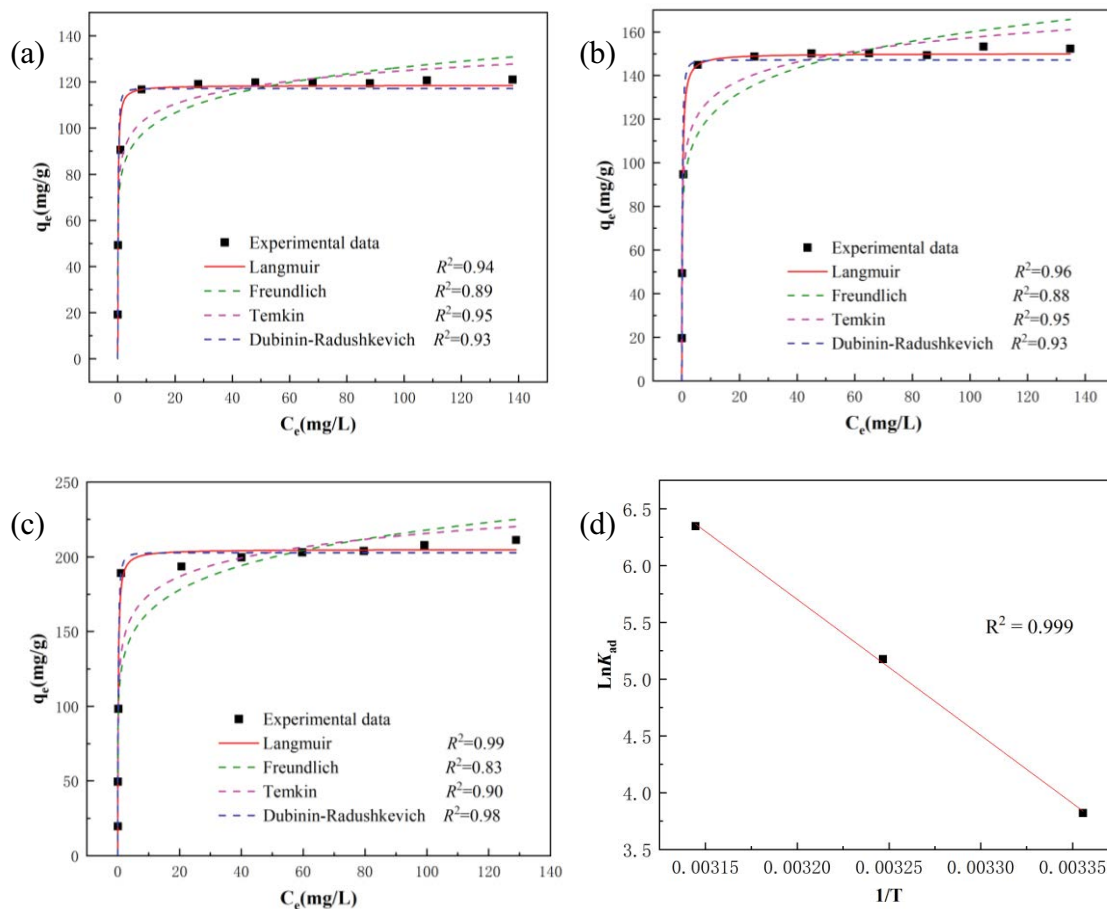 (a)
140
120
100
80
60
40
20
0
qe(mg/g)
Experimental data
Langmuir R²=0.94
Freundlich R²=0.89
Temkin R²=0.95
Dubinin-Radushkevich R²=0.93
0 20 40 60 80 100 120 140
Ce(mg/L)
(b)
160
140
120
100
80
60
40
20
0
qe(mg/g)
Experimental data
Langmuir R²=0.96
Freundlich R²=0.88
Temkin R²=0.95
Dubinin-Radushkevich R²=0.93
0 20 40 60 80 100 120 140
Ce(mg/L)
(c)
250
200
150
100
50
0
qe(mg/g)
Experimental data
Langmuir R²=0.99
Freundlich R²=0.83
Temkin R²=0.90
Dubinin-Radushkevich R²=0.98
0 20 40 60 80 100 120 140
Ce(mg/L)
(d)
6.5
6.0
5.5
5.0
4.5
4.0
3.5
LnKad
R² = 0.999
0.00315 0.00320 0.00325 0.00330 0.00335
1/T